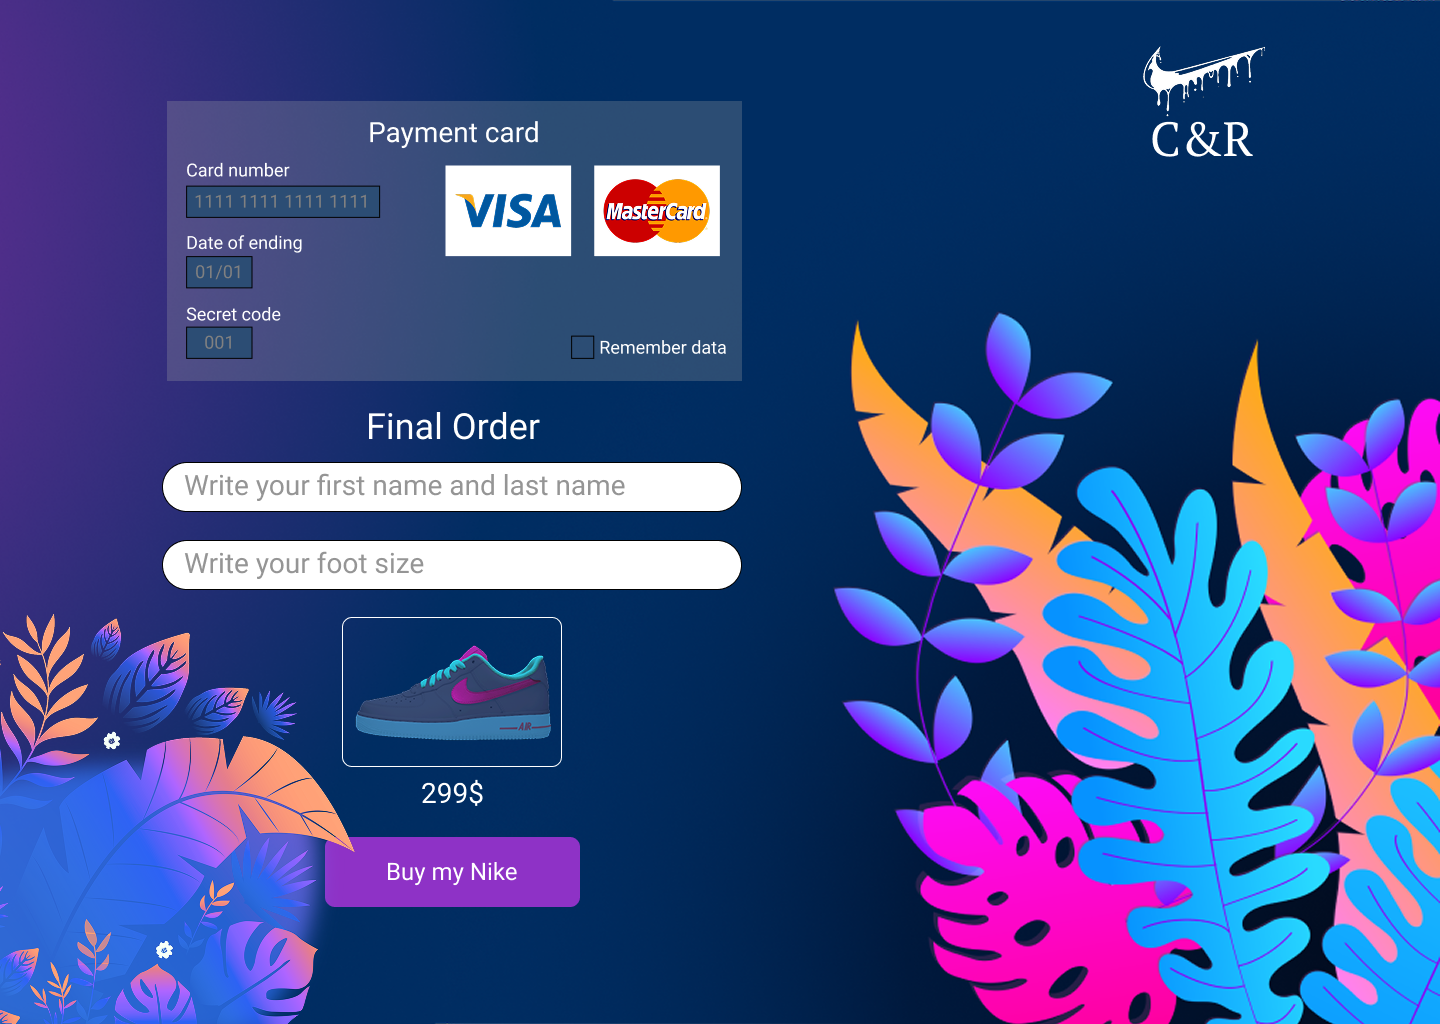 C&R
Payment card
Card number
1111 1111 1111 1111
VISA
MasterCard
Date of ending
01/01
Secret code
001
Remember data
Final Order
Write your first name and last name
Write your foot size
AIR
299$
Buy my Nike